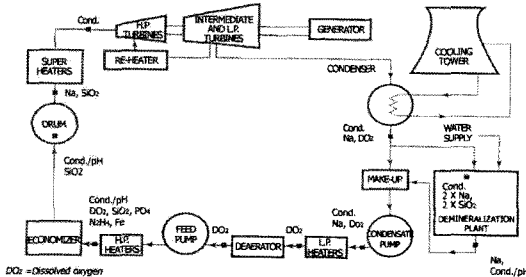 Cond.
H.P
TURBINES
INTERMEDIATE
AND L.P.
TURBINES
GENERATOR
RE-HEATER
SUPER
HEATERS
CONDENSER
COOLING
TOWER
Na, SiO2
DRUM
Cond.
Na, DO2
WATER
SUPPLY
Cond./pH
SiO2
MAKE-UP
Cond.
2 X Na,
2 X SiO2
DEMINERALIZATION
PLANT
Cond./pH
DO2, SiO2, PO4
N2H4, Fe
FEED
PUMP
DO2
DO2
Cond.
Na, Do2
CONDENSATE
PUMP
ECONOMIZER
H.P.
HEATERS
DEAERATOR
L.P.
HEATERS
Na,
Cond./pH
DO2 =Dissolved oxygen